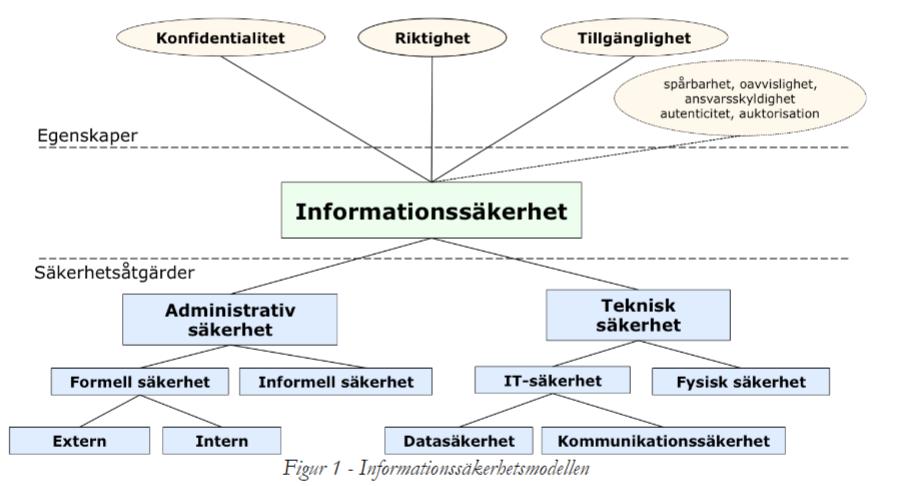 Konfidentialitet
Riktighet
Tillgänglighet
spårbarhet, oavvislighet,
ansvarsskyldighet
autenticitet, auktorisation
Egenskaper
Informationssäkerhet
Säkerhetsåtgärder
Administrativ
säkerhet
Teknisk
säkerhet
Formell säkerhet
Informell säkerhet
IT-säkerhet
Fysisk säkerhet
Extern
Intern
Datasäkerhet
Kommunikationssäkerhet
Figur 1 - Informationssäkerhetsmodellen